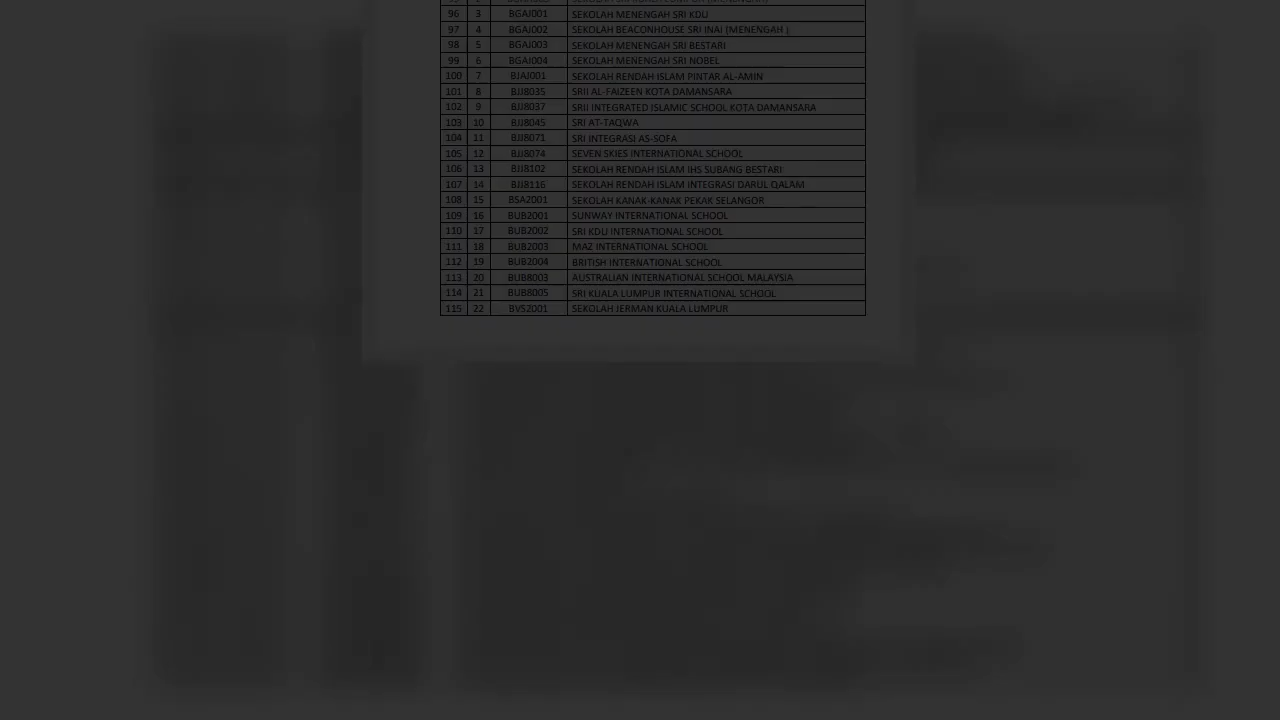 96 3 BGAJ001 SEKOLAH MENENGAH SRI KDU
97 4 BGAJ002 SEKOLAH BEACONHOUSE SRI INAI (MENENGAH )
98 5 BGAJ003 SEKOLAH MENENGAH SRI BESTARI
99 6 BGAJ004 SEKOLAH MENENGAH SRI NOBEL
100 7 BJAJ001 SEKOLAH RENDAH ISLAM PINTAR AL-AMIN
101 8 BJJ8035 SRII AL-FAIZEEN KOTA DAMANSARA
102 9 BJJ8037 SRII INTEGRATED ISLAMIC SCHOOL KOTA DAMANSARA
103 10 BJJ8045 SRI AT-TAQWA
104 11 BJJ8071 SRI INTEGRASI AS-SOFA
105 12 BJJ8074 SEVEN SKIES INTERNATIONAL SCHOOL
106 13 BJJ8102 SEKOLAH RENDAH ISLAM IHS SUBANG BESTARI
107 14 BJJ8116 SEKOLAH RENDAH ISLAM INTEGRASI DARUL QALAM
108 15 BSA2001 SEKOLAH KANAK-KANAK PEKAK SELANGOR
109 16 BUB2001 SUNWAY INTERNATIONAL SCHOOL
110 17 BUB2002 SRI KDU INTERNATIONAL SCHOOL
111 18 BUB2003 MAZ INTERNATIONAL SCHOOL
112 19 BUB2004 BRITISH INTERNATIONAL SCHOOL
113 20 BUB8003 AUSTRALIAN INTERNATIONAL SCHOOL MALAYSIA
114 21 BUB8005 SRI KUALA LUMPUR INTERNATIONAL SCHOOL
115 22 BVS2001 SEKOLAH JERMAN KUALA LUMPUR